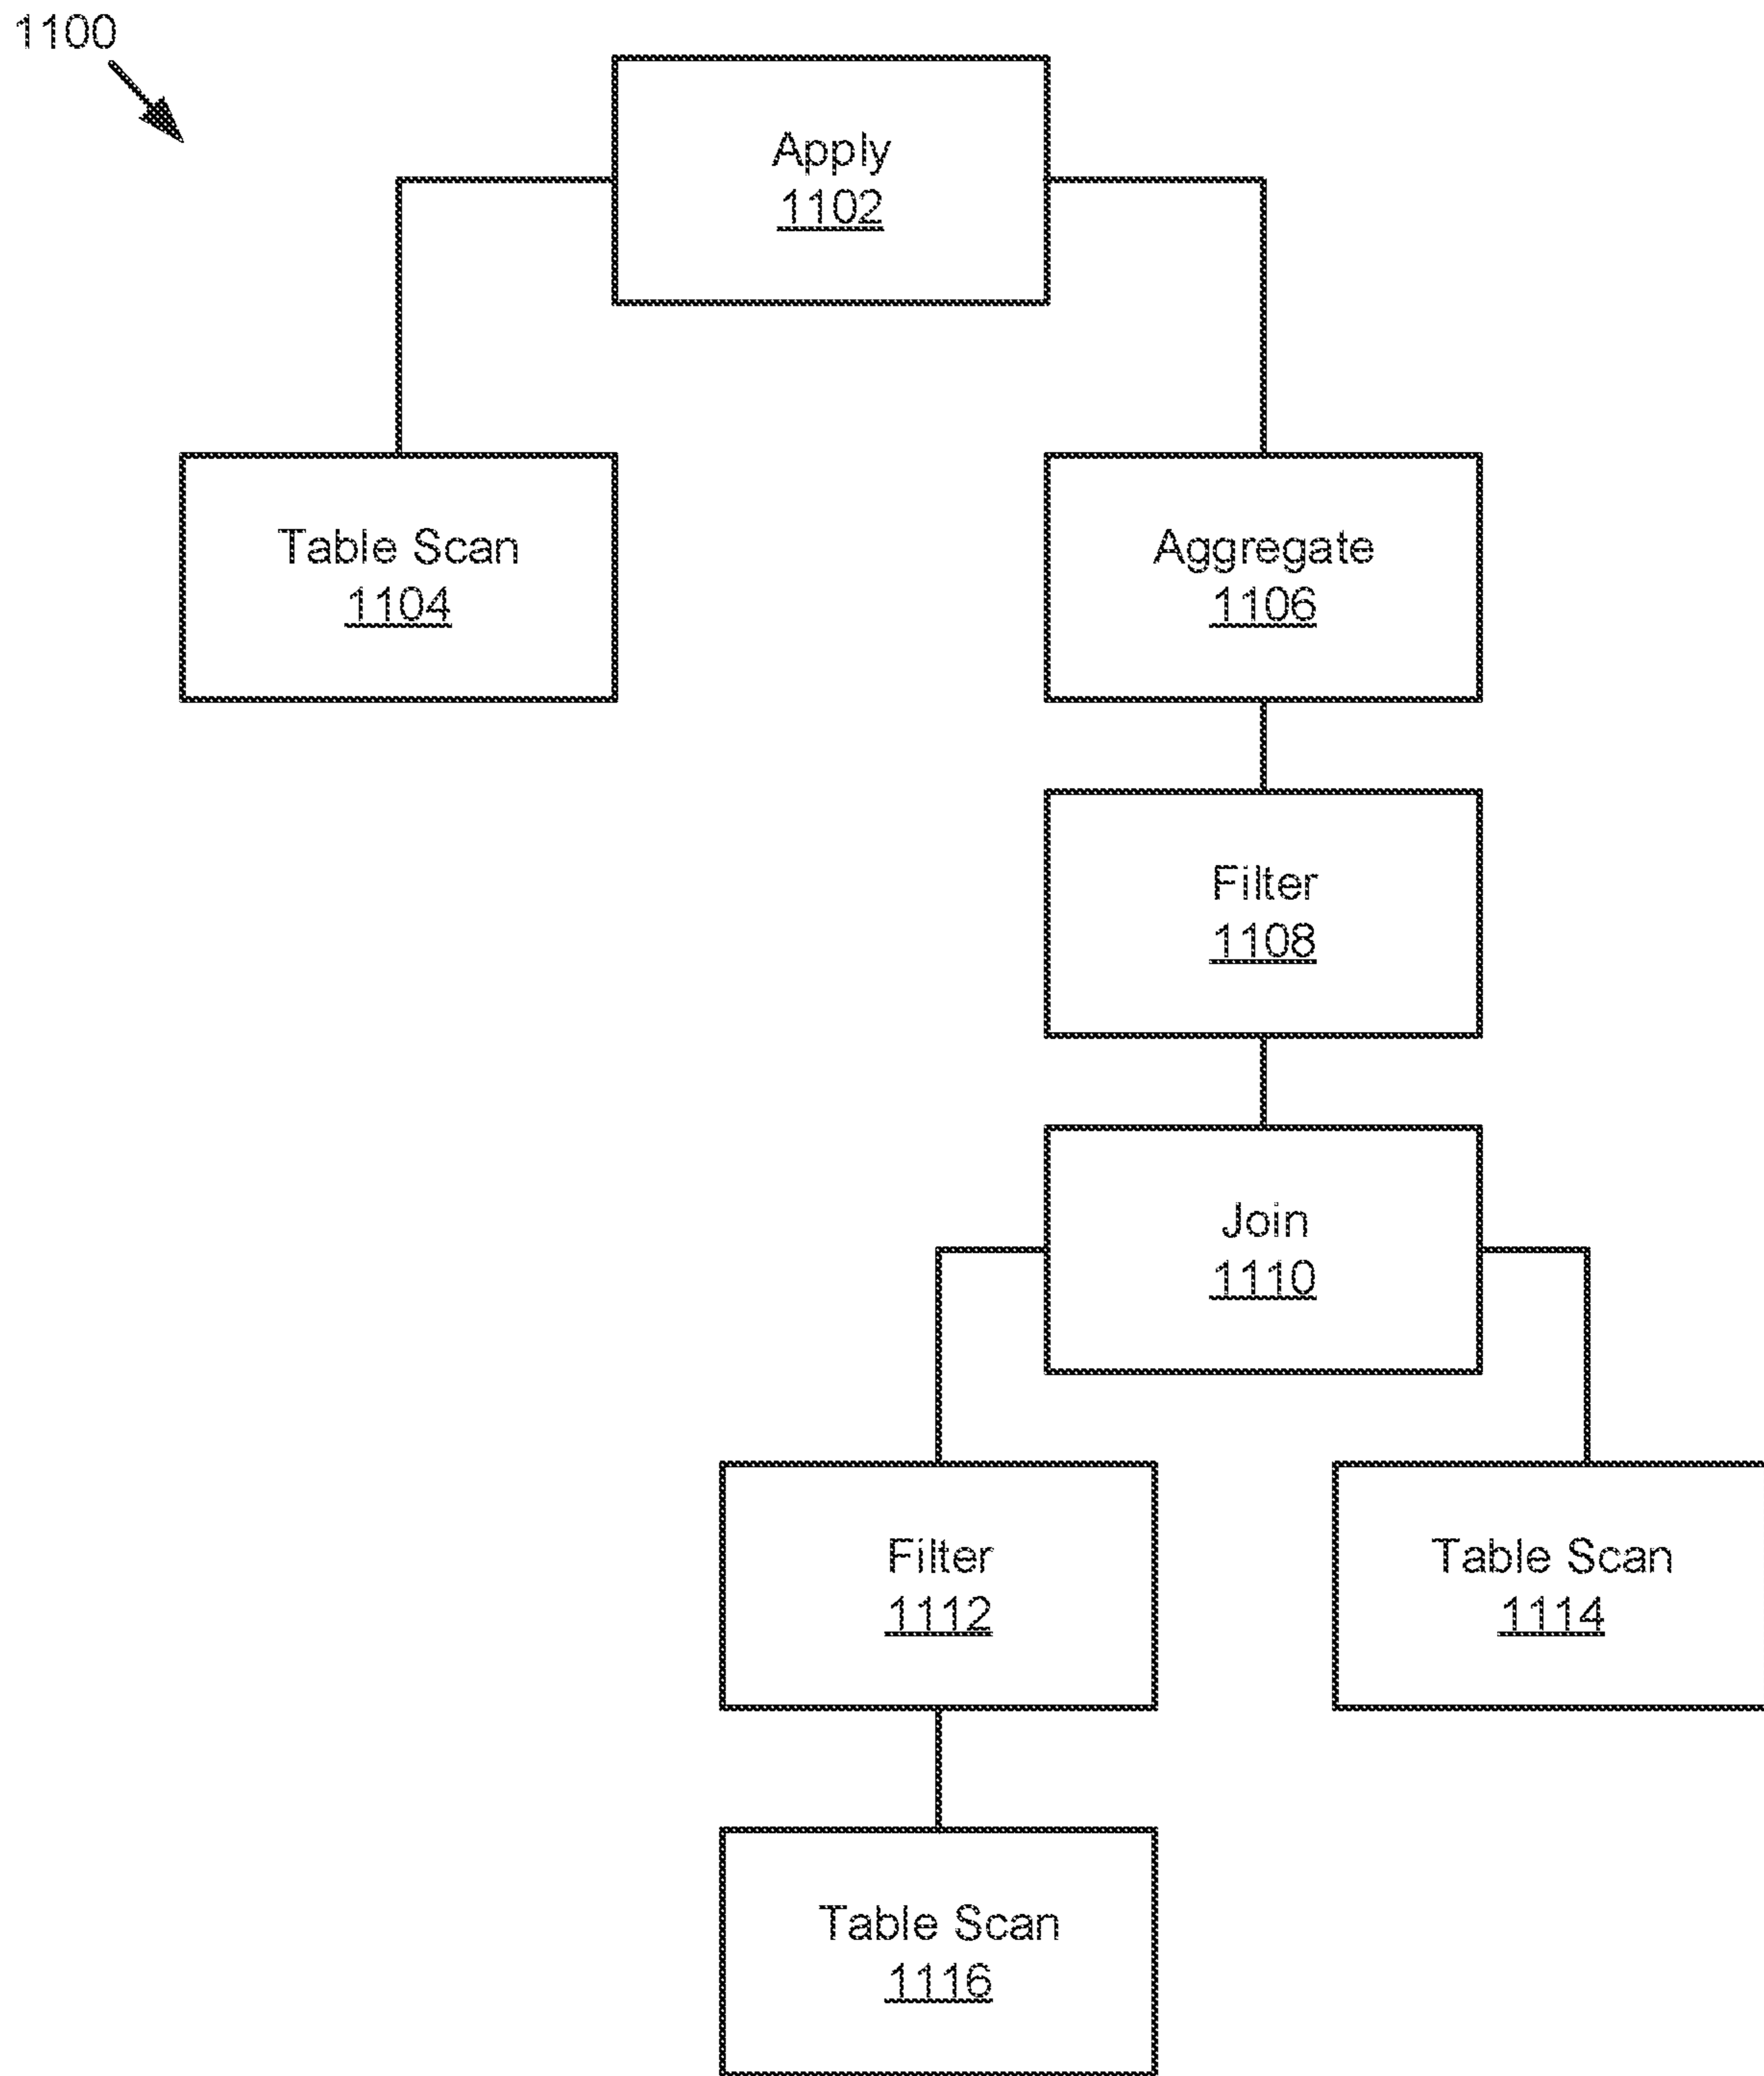 1100
Apply
1102
Table Scan
1104
Aggregate
1106
Filter
1108
Join
1110
Filter
1112
Table Scan
1114
Table Scan
1116